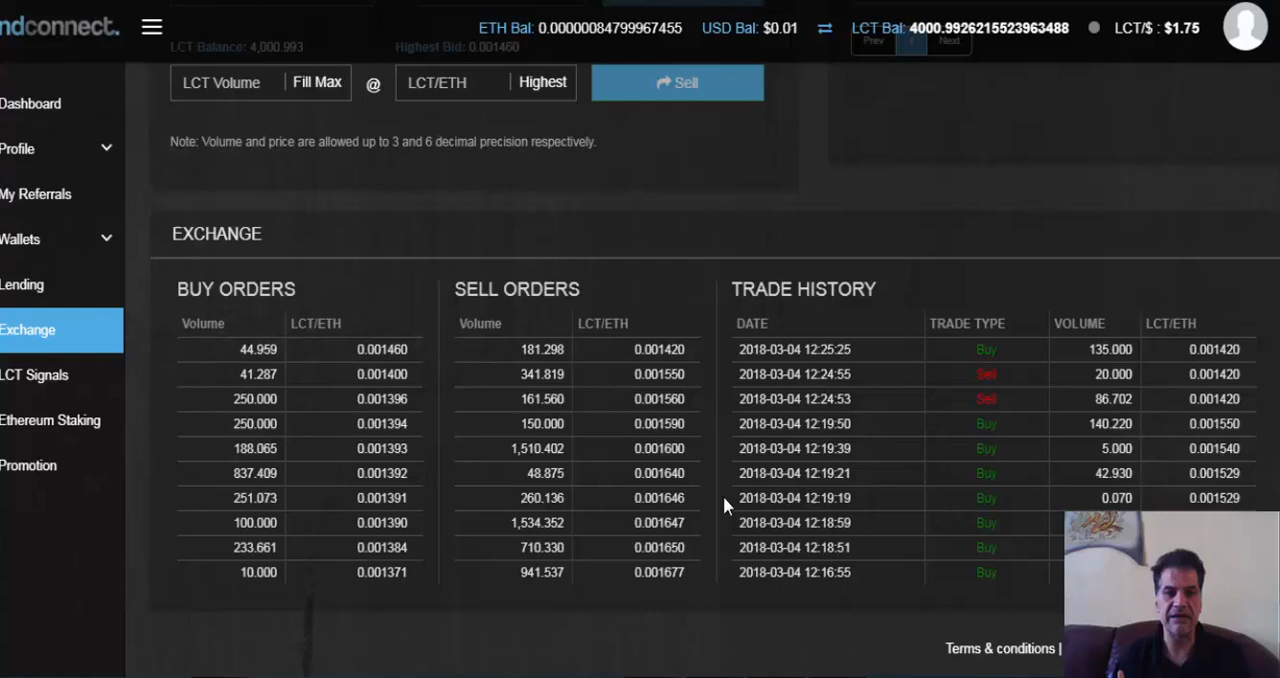 ndconnect.
ETH Bal: 0.00000084799967455 USD Bal: $0.01 LCT Bal: 4000.9926215523963488 LCT/$ : $1.75
LCT Balance: 4,000.993 Highest Bid: 0.001460
Prev 1 Next
LCT Volume Fill Max @ LCT/ETH Highest Sell
Note: Volume and price are allowed up to 3 and 6 decimal precision respectively.
Dashboard
Profile
My Referrals
Wallets
Lending
Exchange
LCT Signals
Ethereum Staking
Promotion
EXCHANGE
BUY ORDERS
Volume LCT/ETH
44.959 0.001460
41.287 0.001400
250.000 0.001396
250.000 0.001394
188.065 0.001393
837.409 0.001392
251.073 0.001391
100.000 0.001390
233.661 0.001384
10.000 0.001371
SELL ORDERS
Volume LCT/ETH
181.298 0.001420
341.819 0.001550
161.560 0.001560
150.000 0.001590
1,510.402 0.001600
48.875 0.001640
260.136 0.001646
1,534.352 0.001647
710.330 0.001650
941.537 0.001677
TRADE HISTORY
DATE TRADE TYPE VOLUME LCT/ETH
2018-03-04 12:25:25 Buy 135.000 0.001420
2018-03-04 12:24:55 Sell 20.000 0.001420
2018-03-04 12:24:53 Sell 86.702 0.001420
2018-03-04 12:19:50 Buy 140.220 0.001550
2018-03-04 12:19:39 Buy 5.000 0.001540
2018-03-04 12:19:21 Buy 42.930 0.001529
2018-03-04 12:19:19 Buy 0.070 0.001529
2018-03-04 12:18:59 Buy
2018-03-04 12:18:51 Buy
2018-03-04 12:16:55 Buy
Terms & conditions |